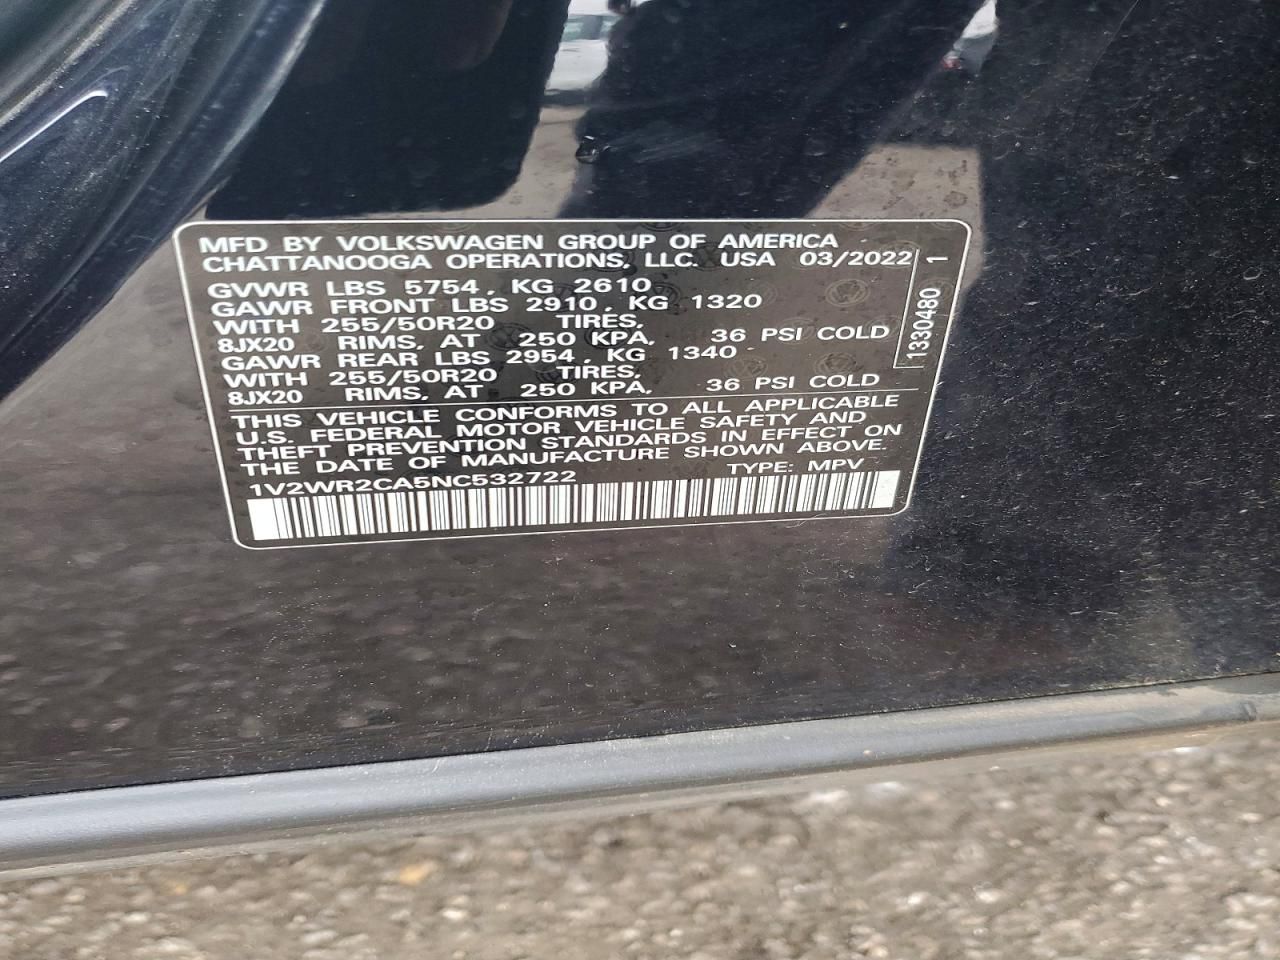 MFD BY VOLKSWAGEN GROUP OF AMERICA
CHATTANOOGA OPERATIONS, LLC. USA 03/2022
GVWR LBS 5754, KG 2610
GAWR FRONT LBS 2910, KG 1320
WITH 255/50R20 TIRES,
8JX20 RIMS, AT 250 KPA, 36 PSI COLD
GAWR REAR LBS 2954, KG 1340
WITH 255/50R20 TIRES,
8JX20 RIMS, AT 250 KPA, 36 PSI COLD
THIS VEHICLE CONFORMS TO ALL APPLICABLE
U.S. FEDERAL MOTOR VEHICLE SAFETY AND
THEFT PREVENTION STANDARDS IN EFFECT ON
THE DATE OF MANUFACTURE SHOWN ABOVE.
1V2WR2CA5NC532722 TYPE: MPV
1330480 1